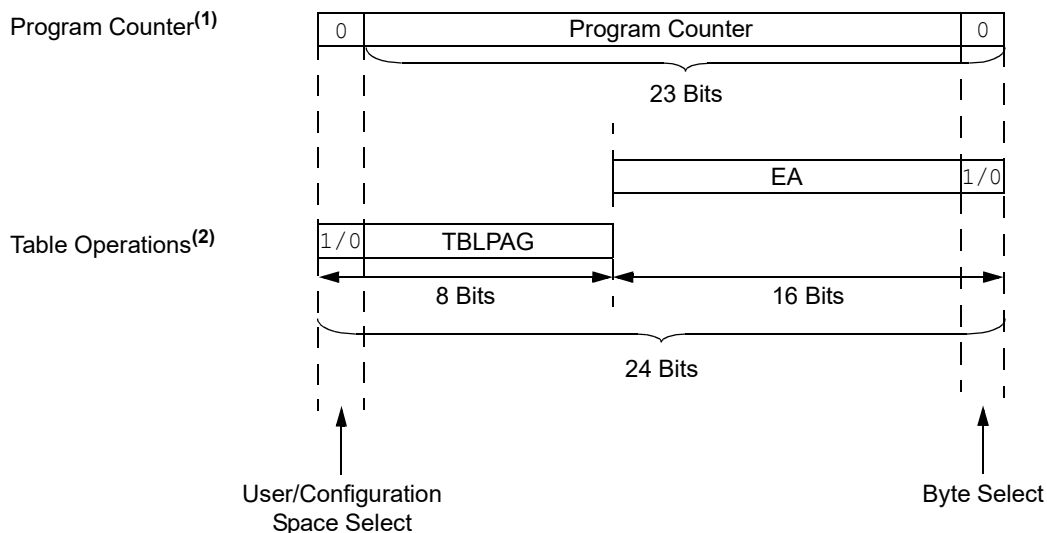 Program Counter(1) 0 Program Counter 0
23 Bits
EA 1/0
Table Operations(2) 1/0 TBLPAG
8 Bits 16 Bits
24 Bits
User/Configuration
Space Select
Byte Select